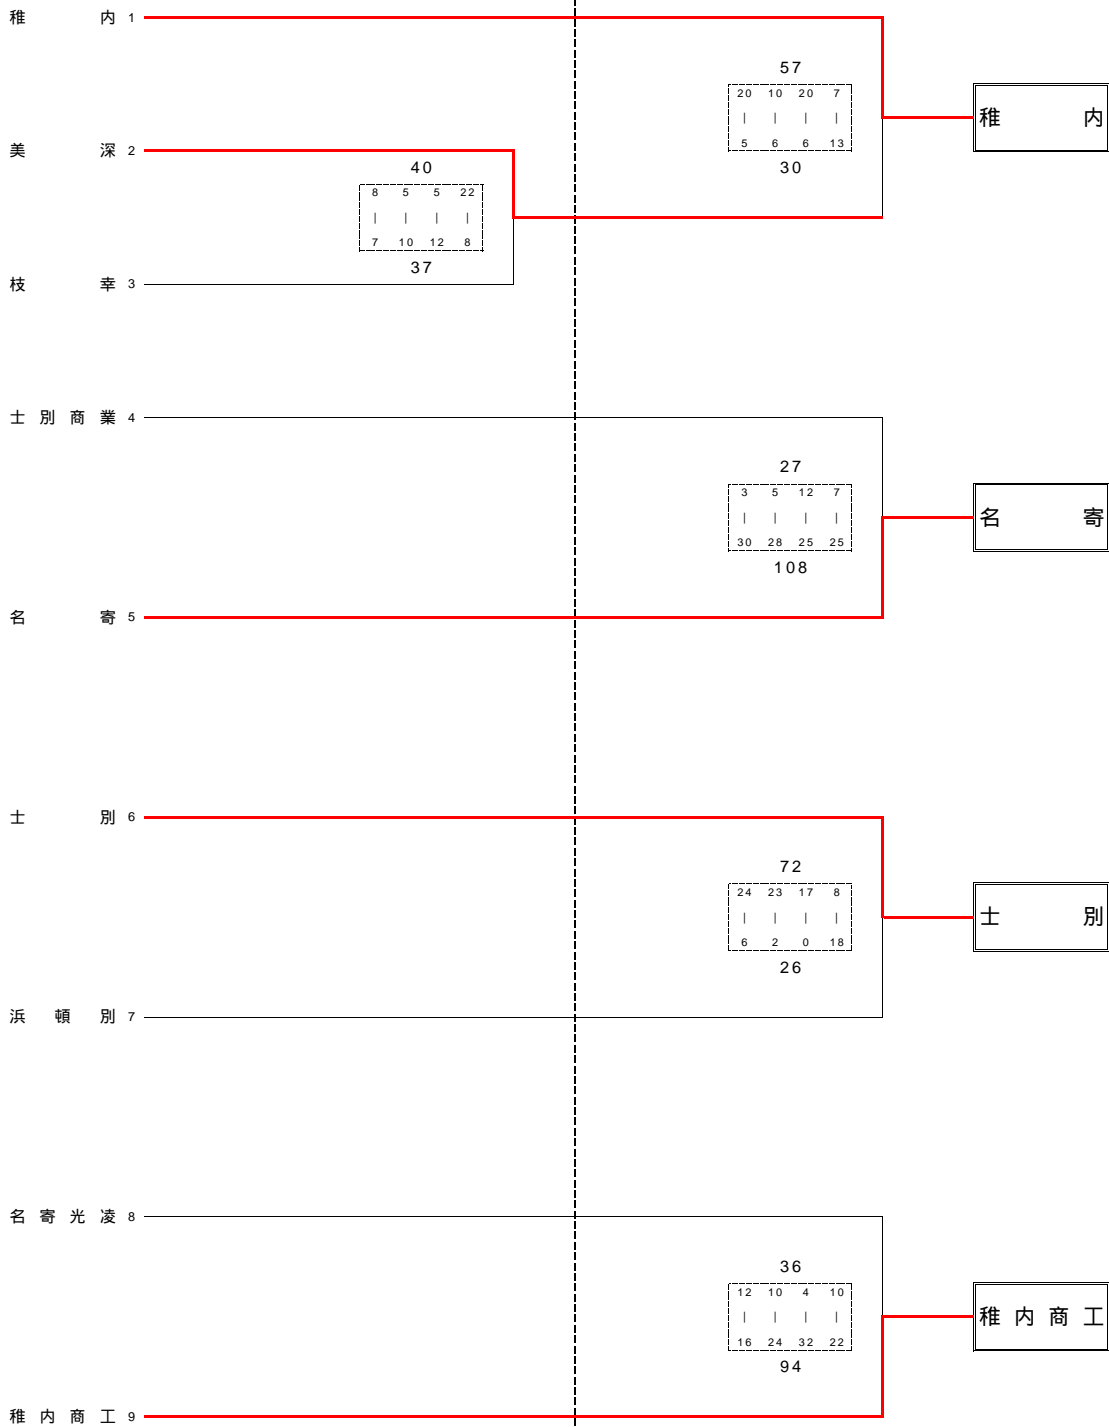 稚内 1
57
20 10 20 7
| | | |
5 6 6 13
30
稚内
美深 2
40
8 5 5 22
| | | |
7 10 12 8
37
枝幸 3
士別商業 4
27
3 5 12 7
| | | |
30 28 25 25
108
名寄
名寄 5
士別 6
72
24 23 17 8
| | | |
6 2 0 18
26
士別
浜頓別 7
名寄光凌 8
36
12 10 4 10
| | | |
16 24 32 22
94
稚内商工
稚内商工 9